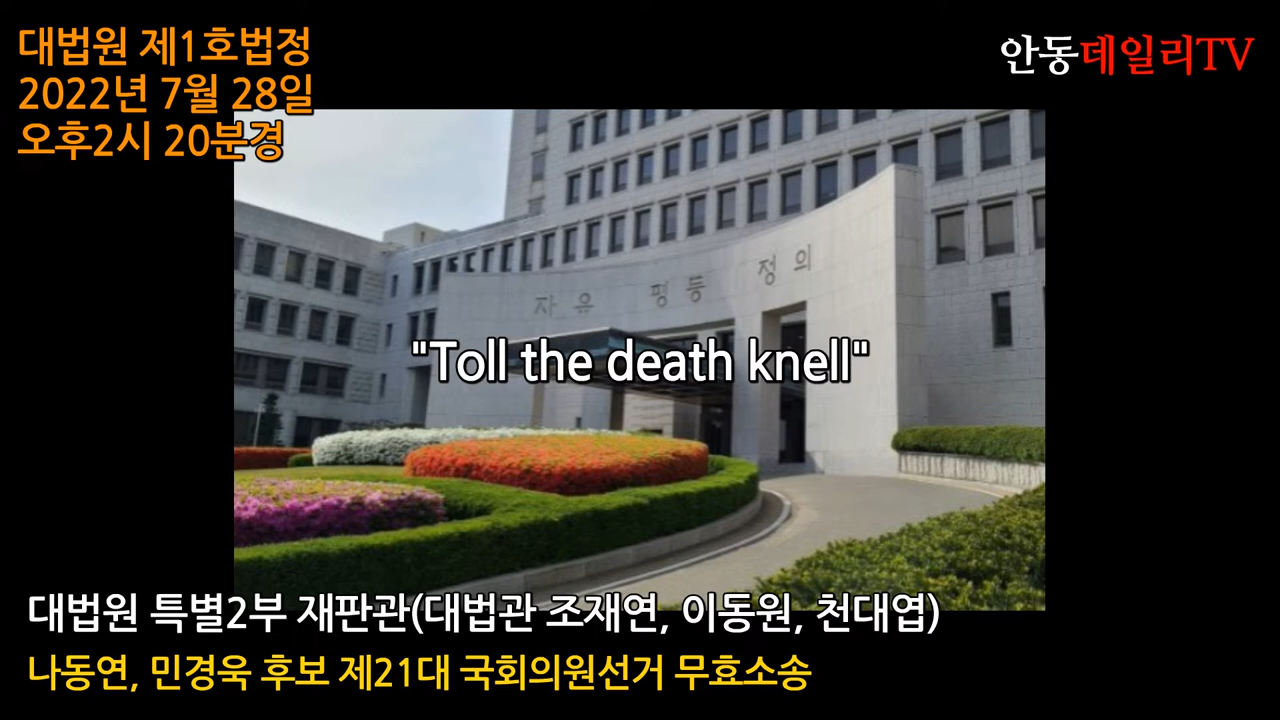 대법원 제1호법정
2022년 7월 28일
오후2시 20분경
안동데일리TV
자유 평등 정의
"Toll the death knell"
대법원 특별2부 재판관(대법관 조재연, 이동원, 천대엽)
나동연, 민경욱 후보 제21대 국회의원선거 무효소송